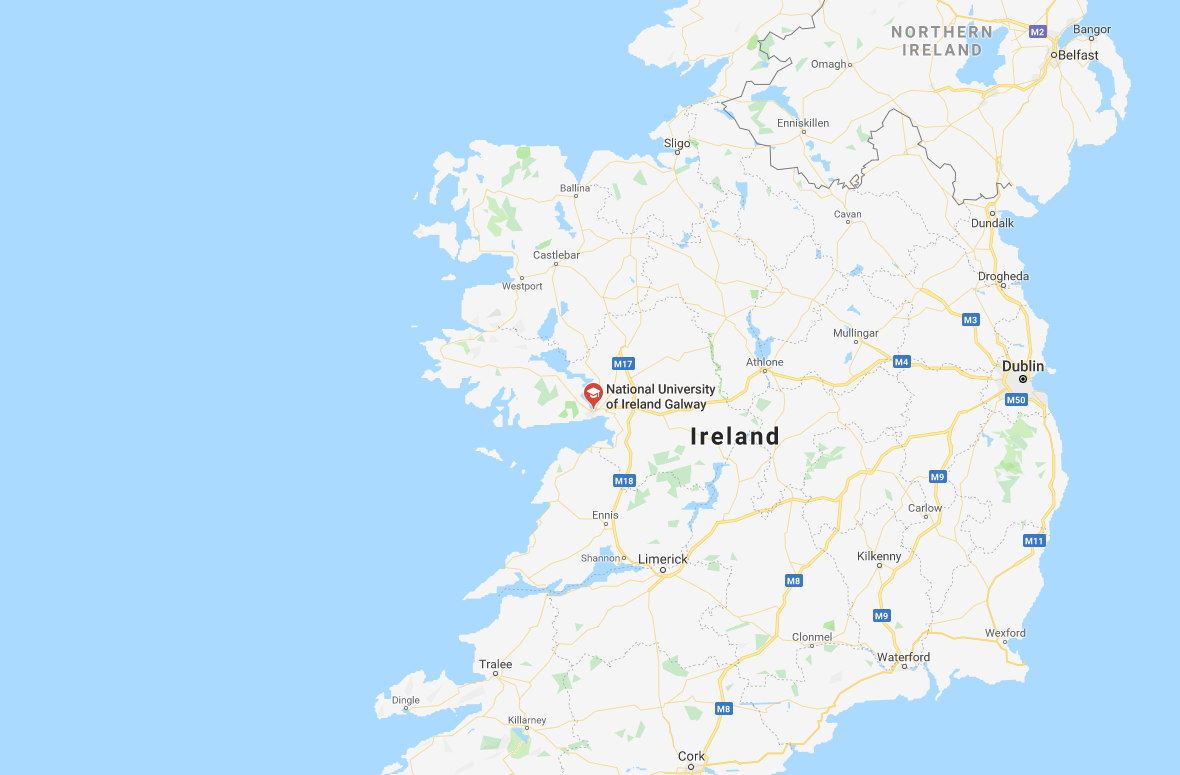 Bangor
M2
NORTHERN
IRELAND
Belfast
Omagh
Enniskillen
Sligo
Ballina
Cavan
Dundalk
Castlebar
Drogheda
Westport
M3
Mullingar
M17
Athlone
M4
Dublin
National University
of Ireland Galway
M50
Ireland
M18
M9
Carlow
Ennis
M11
Shannon
Limerick
Kilkenny
M8
M9
Wexford
Clonmel
Waterford
Tralee
Dingle
M8
Killarney
Cork